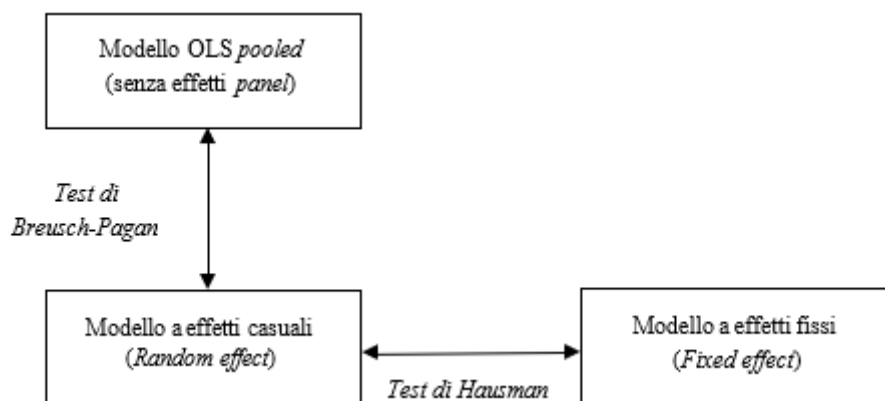 Modello OLS pooled
(senza effetti panel)
Test di
Breusch-Pagan
Modello a effetti casuali
(Random effect)
Test di Hausman
Modello a effetti fissi
(Fixed effect)